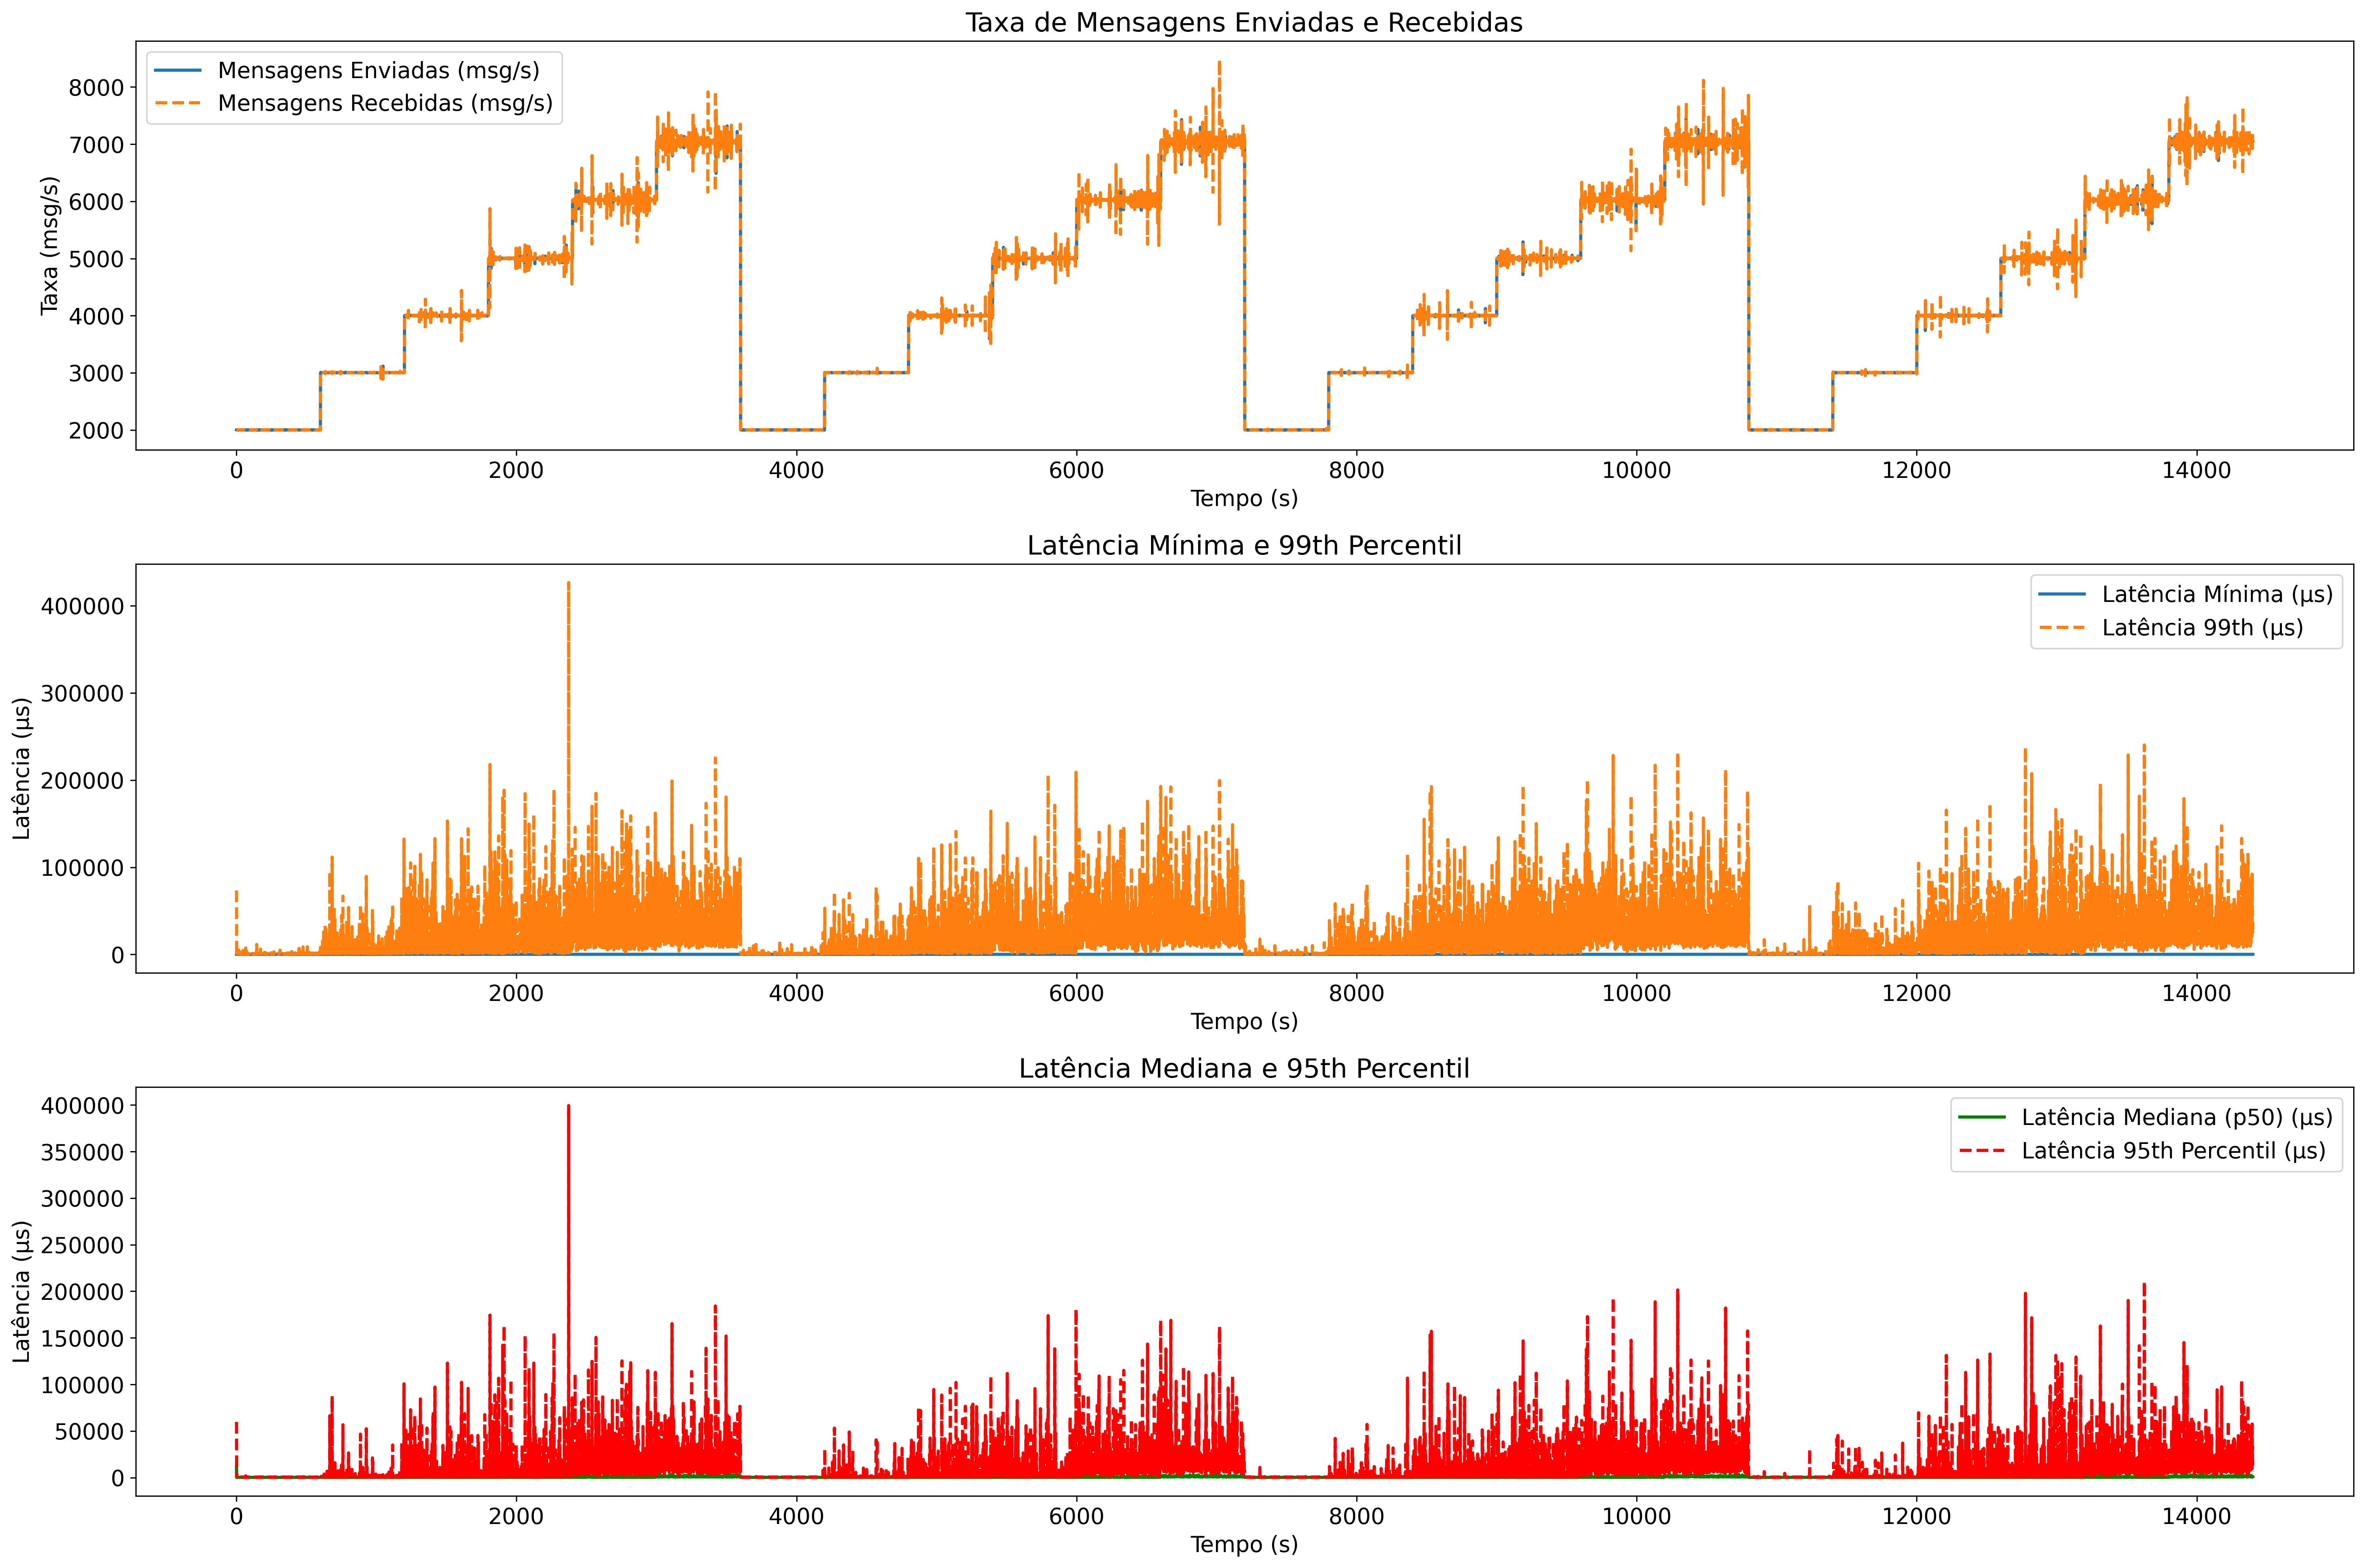 Taxa de Mensagens Enviadas e Recebidas
Mensagens Enviadas (msg/s)
Mensagens Recebidas (msg/s)
Taxa (msg/s)
8000
7000
6000
5000
4000
3000
2000
0 2000 4000 6000 8000 10000 12000 14000
Tempo (s)
Latência Mínima e 99th Percentil
Latência Mínima (µs)
Latência 99th (µs)
Latência (µs)
400000
300000
200000
100000
0
0 2000 4000 6000 8000 10000 12000 14000
Tempo (s)
Latência Mediana e 95th Percentil
Latência Mediana (p50) (µs)
Latência 95th Percentil (µs)
Latência (µs)
400000
350000
300000
250000
200000
150000
100000
50000
0
0 2000 4000 6000 8000 10000 12000 14000
Tempo (s)